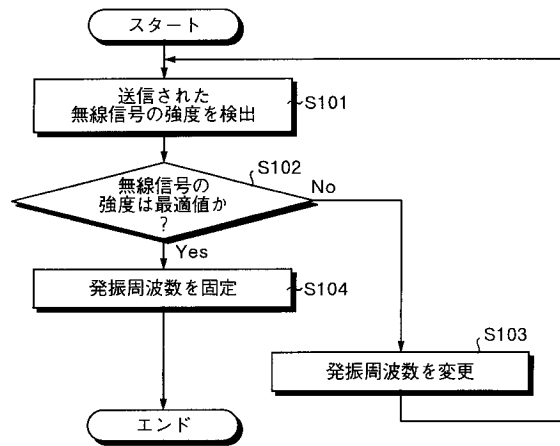 スタート
送信された
無線信号の強度を検出
S101
S102
無線信号の
強度は最適値か
?
No
Yes
発振周波数を固定
S104
S103
発振周波数を変更
エンド